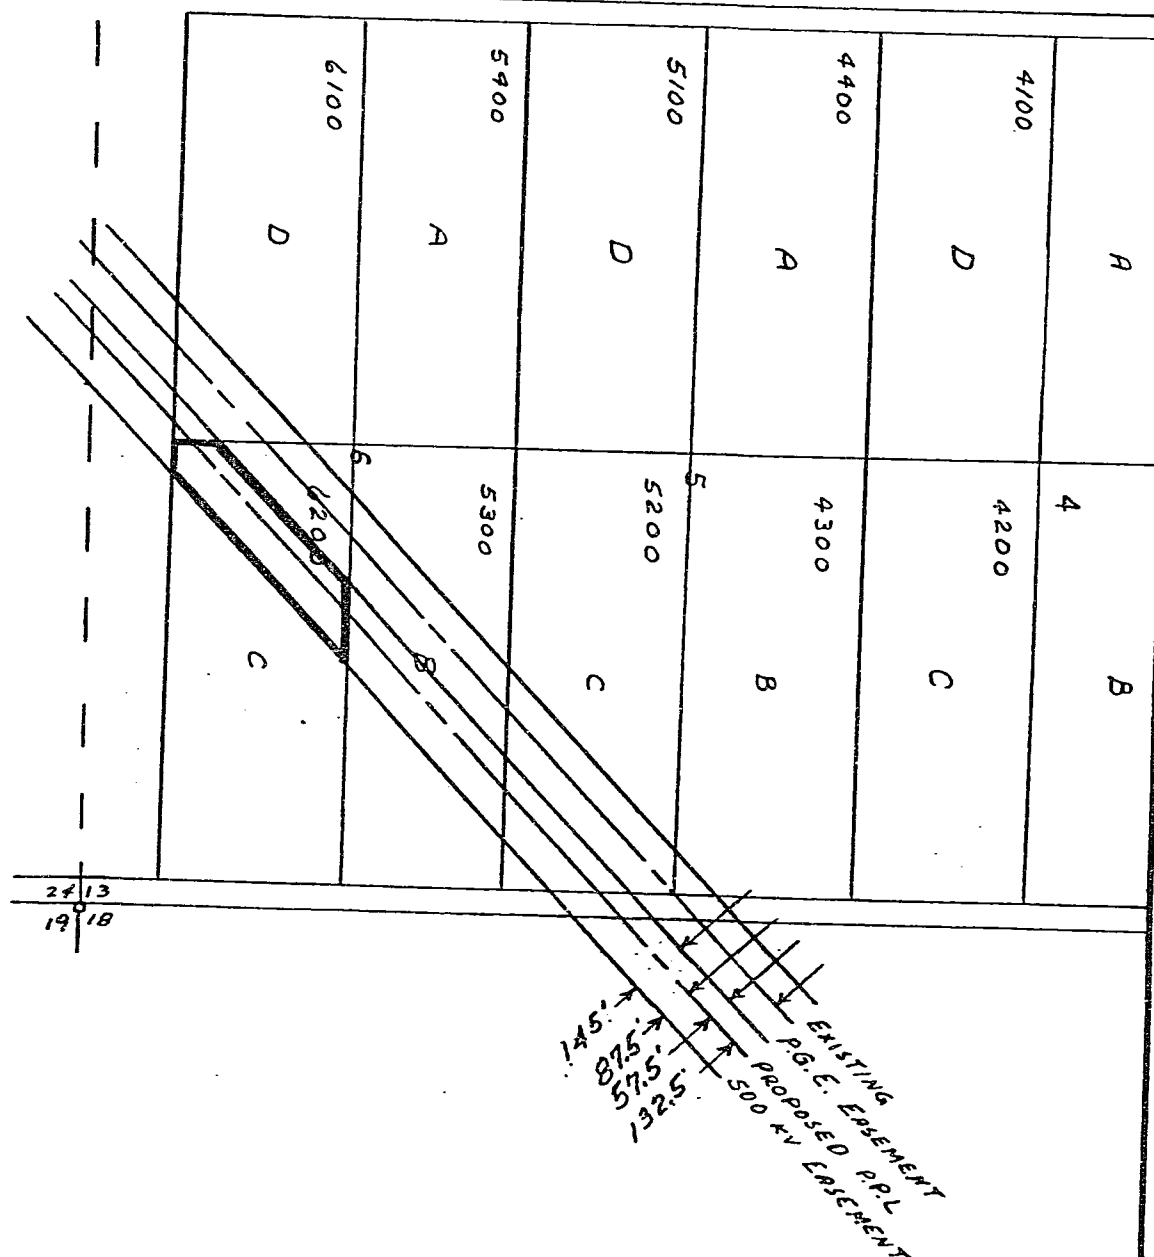 6100
5400
5100
4400
4100
D
A
D
A
D
A
6
5
4
6200
5300
5200
4300
4200
C
B
C
B
C
B
24 13
19 18
145'
87.5'
57.5'
132.5'
EXISTING
P.G.E. EASEMENT
PROPOSED P.P.L
500 KV EASEMENT